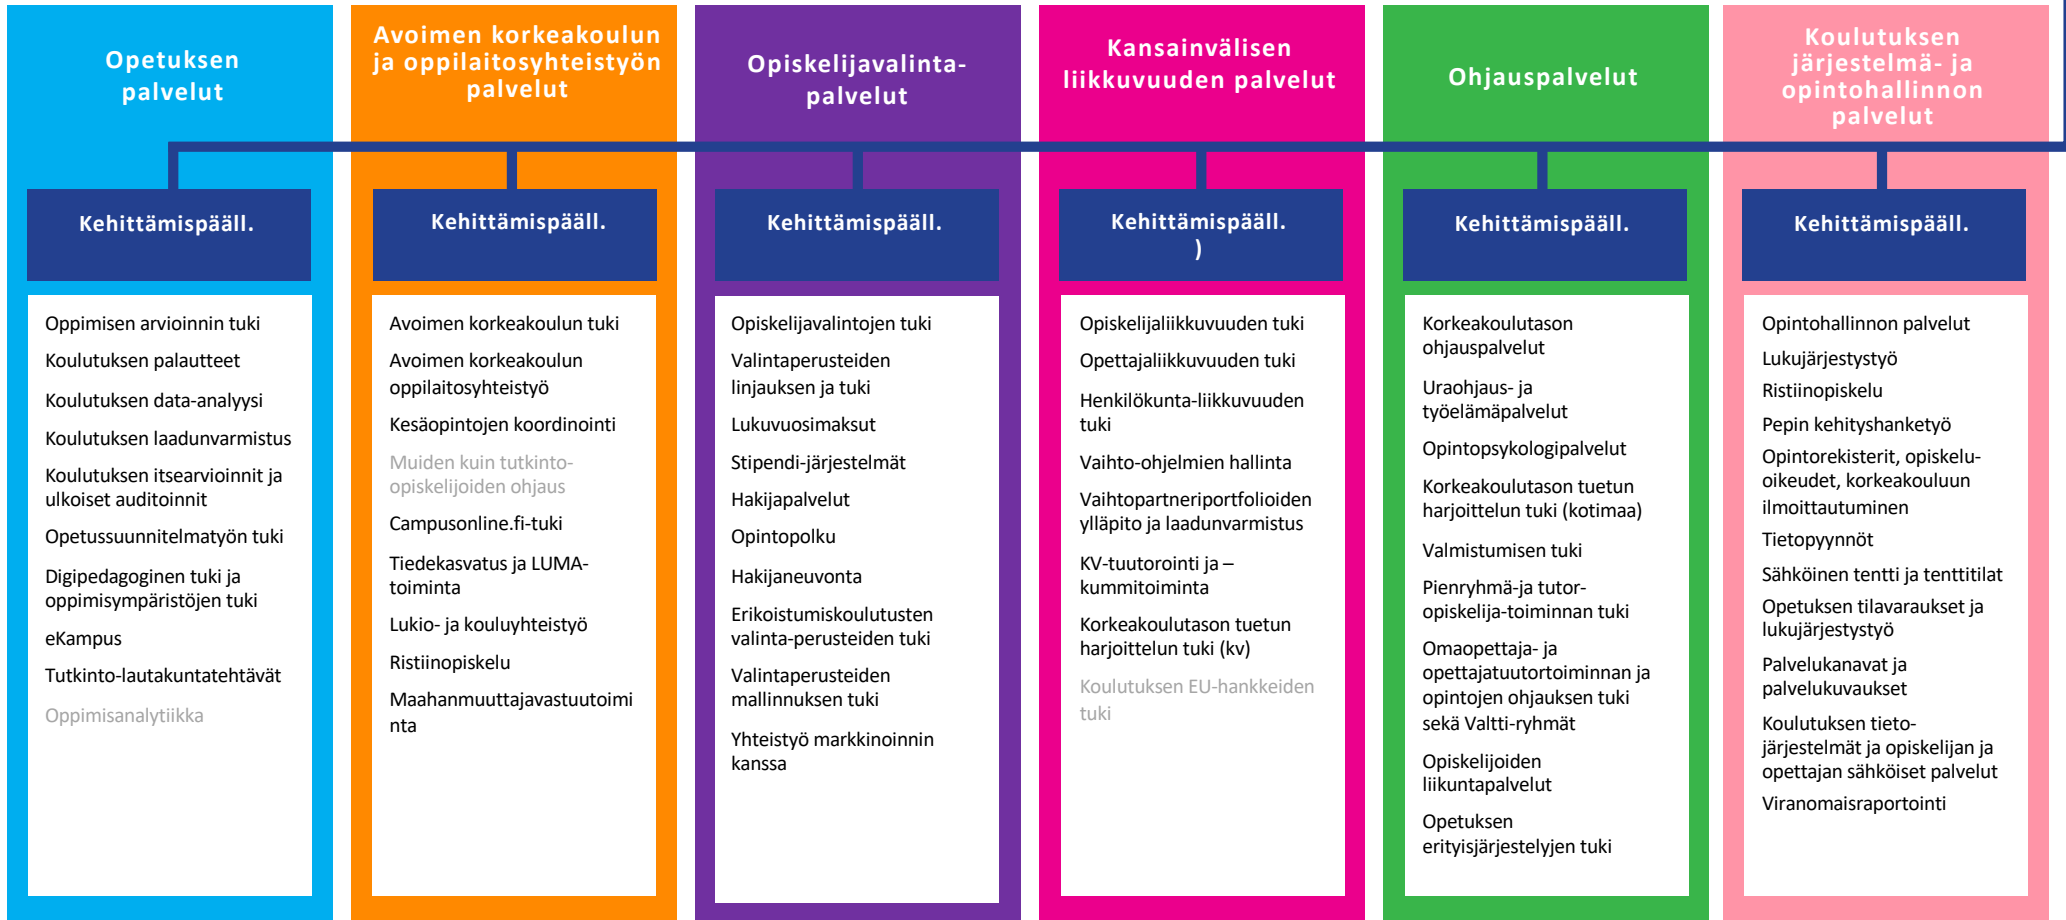 Opetuksen
palvelut
Kehittämispääll.
Oppimisen arvioinnin tuki
Koulutuksen palautteet
Koulutuksen data-analyysi
Koulutuksen laadunvarmistus
Koulutuksen itsearvioinnit ja
ulkoiset auditoinnit
Opetussuunnitelmatyön tuki
Digipedagoginen tuki ja
oppimisympäristöjen tuki
eKampus
Tutkinto-lautakuntatehtävät
Oppimisanalytiikka
Avoimen korkeakoulun
ja oppilaitosyhteistyön
palvelut
Kehittämispääll.
Avoimen korkeakoulun tuki
Avoimen korkeakoulun
oppilaitosyhteistyö
Kesäopintojen koordinointi
Muiden kuin tutkinto-
opiskelijoiden ohjaus
Campusonline.fi-tuki
Tiedekasvatus ja LUMA-
toiminta
Lukio- ja kouluyhteistyö
Ristiinopiskelu
Maahanmuuttajavastuutoimi
nta
Opiskelijavalinta-
palvelut
Kehittämispääll.
Opiskelijavalintojen tuki
Valintaperusteiden
linjauksen ja tuki
Lukuvuosimaksut
Stipendi-järjestelmät
Hakijapalvelut
Opintopolku
Hakijaneuvonta
Erikoistumiskoulutusten
valinta-perusteiden tuki
Valintaperusteiden
mallinnuksen tuki
Yhteistyö markkinoinnin
kanssa
Kansainvälisen
liikkuvuuden palvelut
Kehittämispääll.
)
Opiskelijaliikkuvuuden tuki
Opettajaliikkuvuuden tuki
Henkilökunta-liikkuvuuden
tuki
Vaihto-ohjelmien hallinta
Vaihtopartneriportfolioiden
ylläpito ja laadunvarmistus
KV-tuutorointi ja –
kummitoiminta
Korkeakoulutason tuetun
harjoittelun tuki (kv)
Koulutuksen EU-hankkeiden
tuki
Ohjauspalvelut
Kehittämispääll.
Korkeakoulutason
ohjauspalvelut
Uraohjaus- ja
työelämäpalvelut
Opintopsykologipalvelut
Korkeakoulutason tuetun
harjoittelun tuki (kotimaa)
Valmistumisen tuki
Pienryhmä-ja tutor-
opiskelija-toiminnan tuki
Omaopettaja- ja
opettajatuutortoiminnan ja
opintojen ohjauksen tuki
sekä Valtti-ryhmät
Opiskelijoiden
liikuntapalvelut
Opetuksen
erityisjärjestelyjen tuki
Koulutuksen
järjestelmä- ja
opintohallinnon
palvelut
Kehittämispääll.
Opintohallinnon palvelut
Lukujärjestystyö
Ristiinopiskelu
Pepin kehityshanketyö
Opintorekisterit, opiskelu-
oikeudet, korkeakouluun
ilmoittautuminen
Tietopyynnöt
Sähköinen tentti ja tenttitilat
Opetuksen tilavaraukset ja
lukujärjestystyö
Palvelukanavat ja
palvelukuvaukset
Koulutuksen tieto-
järjestelmät ja opiskelijan ja
opettajan sähköiset palvelut
Viranomaisraportointi